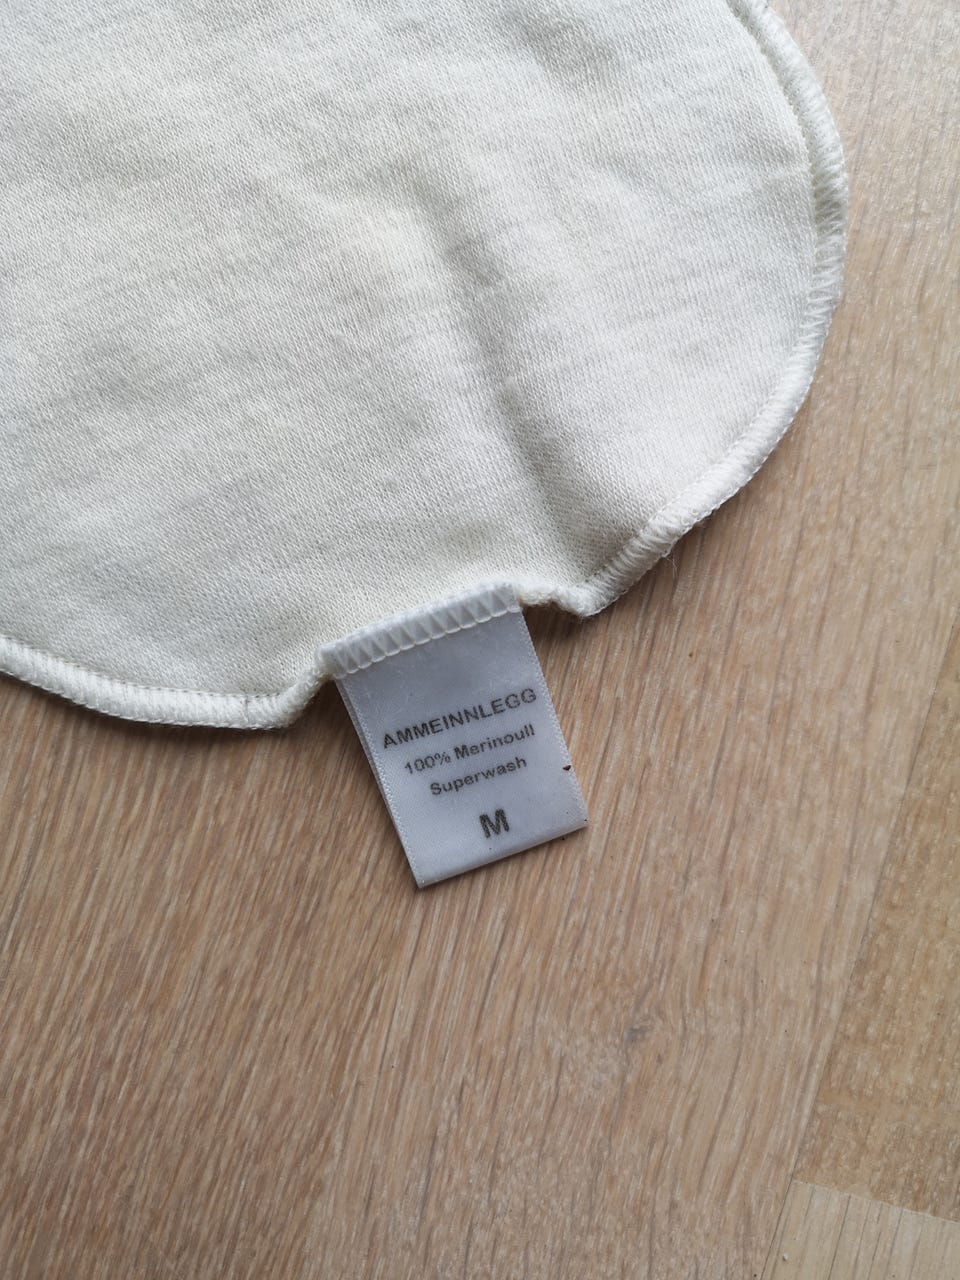 AMMEINNLEGG
100% Merinoull
Superwash
M